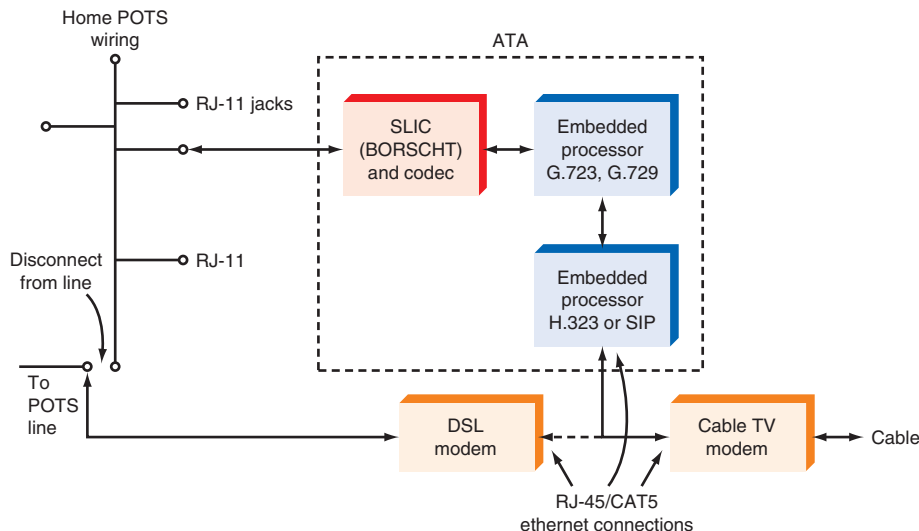 Home POTS
wiring
ATA
RJ-11 jacks
SLIC
(BORSCHT)
and codec
Embedded
processor
G.723, G.729
Disconnect
from line
RJ-11
Embedded
processor
H.323 or SIP
To
POTS
line
DSL
modem
Cable TV
modem
Cable
RJ-45/CAT5
ethernet connections